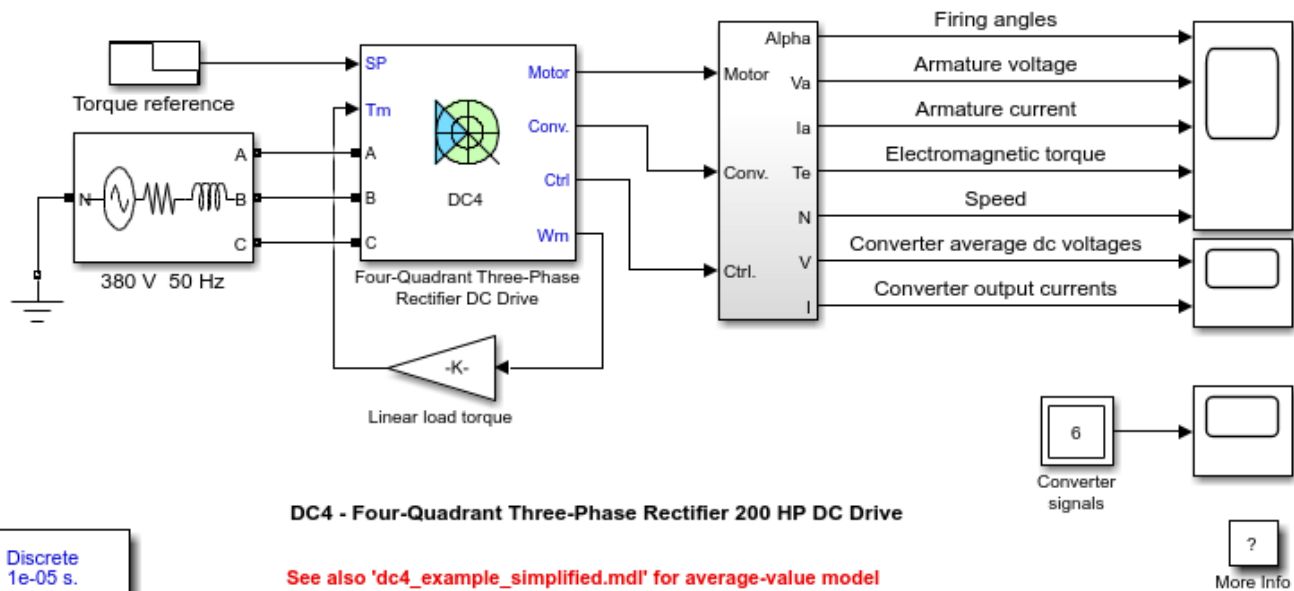 Firing angles
Alpha
SP
Motor
Motor
Armature voltage
Va
Torque reference
Tm
Armature current
Conv.
Ia
A
A
Electromagnetic torque
Ctrl
Conv.
Te
N
B
B
DC4
Speed
Wm
N
C
C
Converter average dc voltages
V
Ctrl.
380 V 50 Hz
Four-Quadrant Three-Phase
Rectifier DC Drive
Converter output currents
I
-K-
Linear load torque
6
Converter
signals
DC4 - Four-Quadrant Three-Phase Rectifier 200 HP DC Drive
Discrete
1e-05 s.
See also 'dc4_example_simplified.mdl' for average-value model
?
More Info